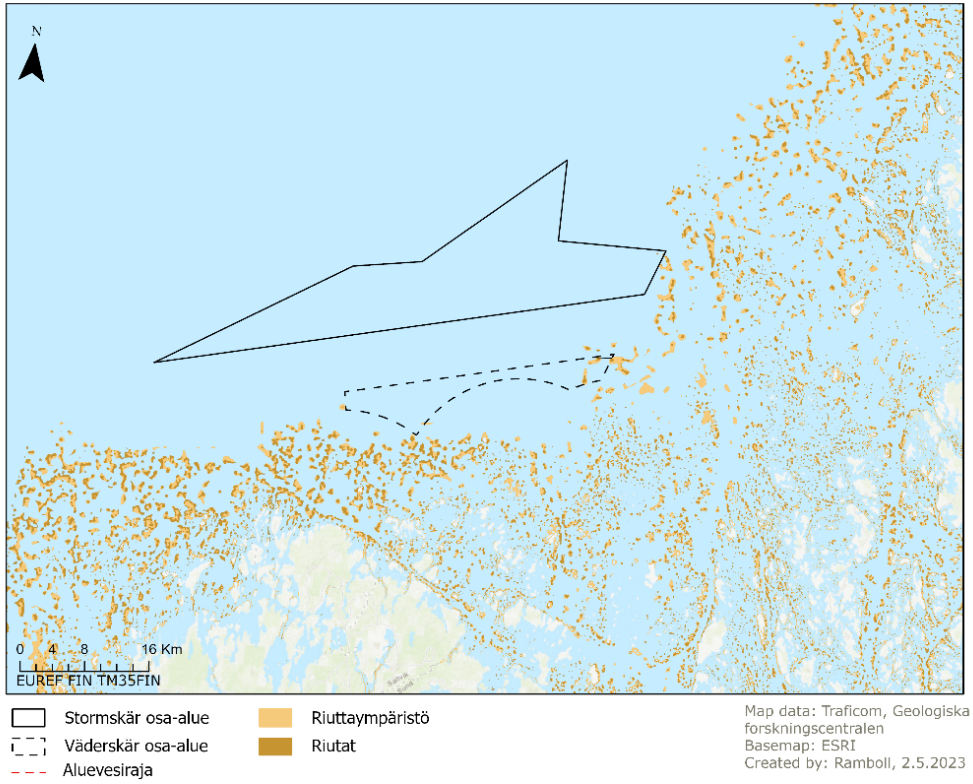 N
0 4 8 16 Km
EUREF FIN TM35FIN
Stormskär osa-alue
Väderskär osa-alue
Aluevesiraja
Riuttaympäristö
Riutat
Map data: Traficom, Geologiska
forskningscentralen
Basemap: ESRI
Created by: Ramboll, 2.5.2023